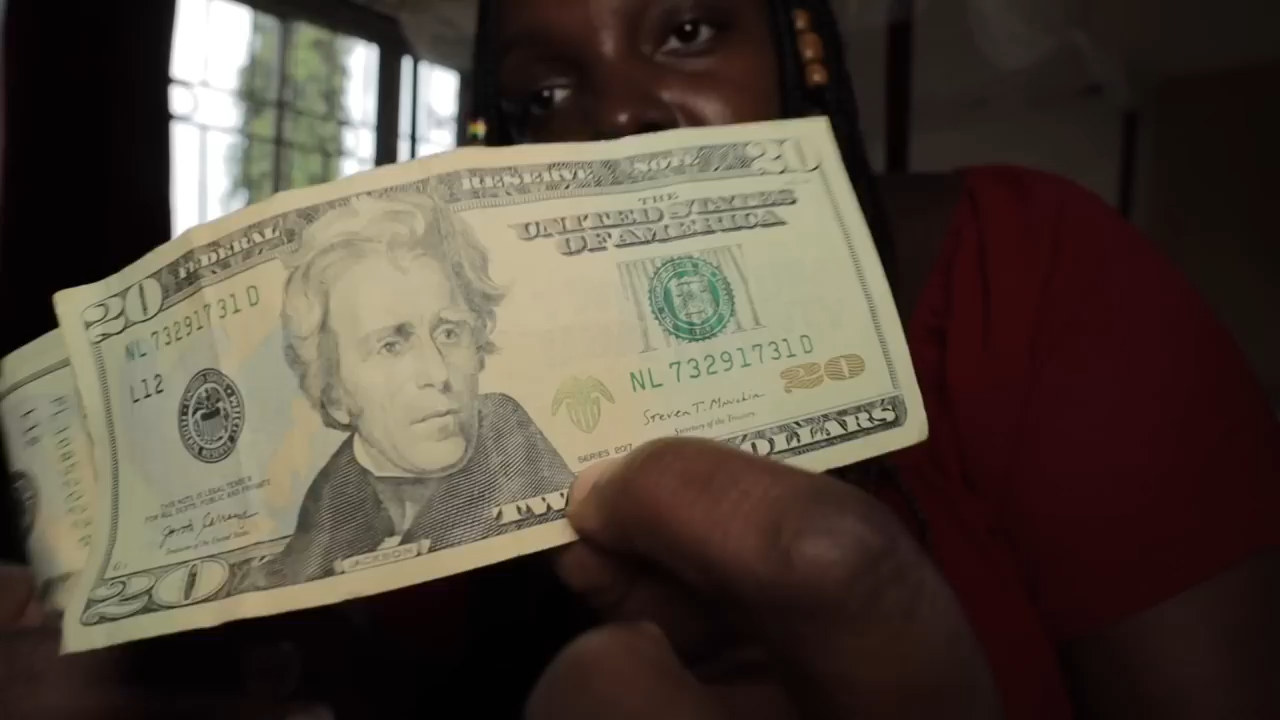 FEDERAL RESERVE NOTE
20
20
THE
UNITED STATES
OF AMERICA
NL 73291731 D
L12
NL 73291731 D
20
Steven T. Mnuchin
Secretary of the Treasury.
SERIES 2017
THIS NOTE IS LEGAL TENDER
FOR ALL DEBTS, PUBLIC AND PRIVATE
Treasurer of the United States
JACKSON
TW
DOLLARS
20